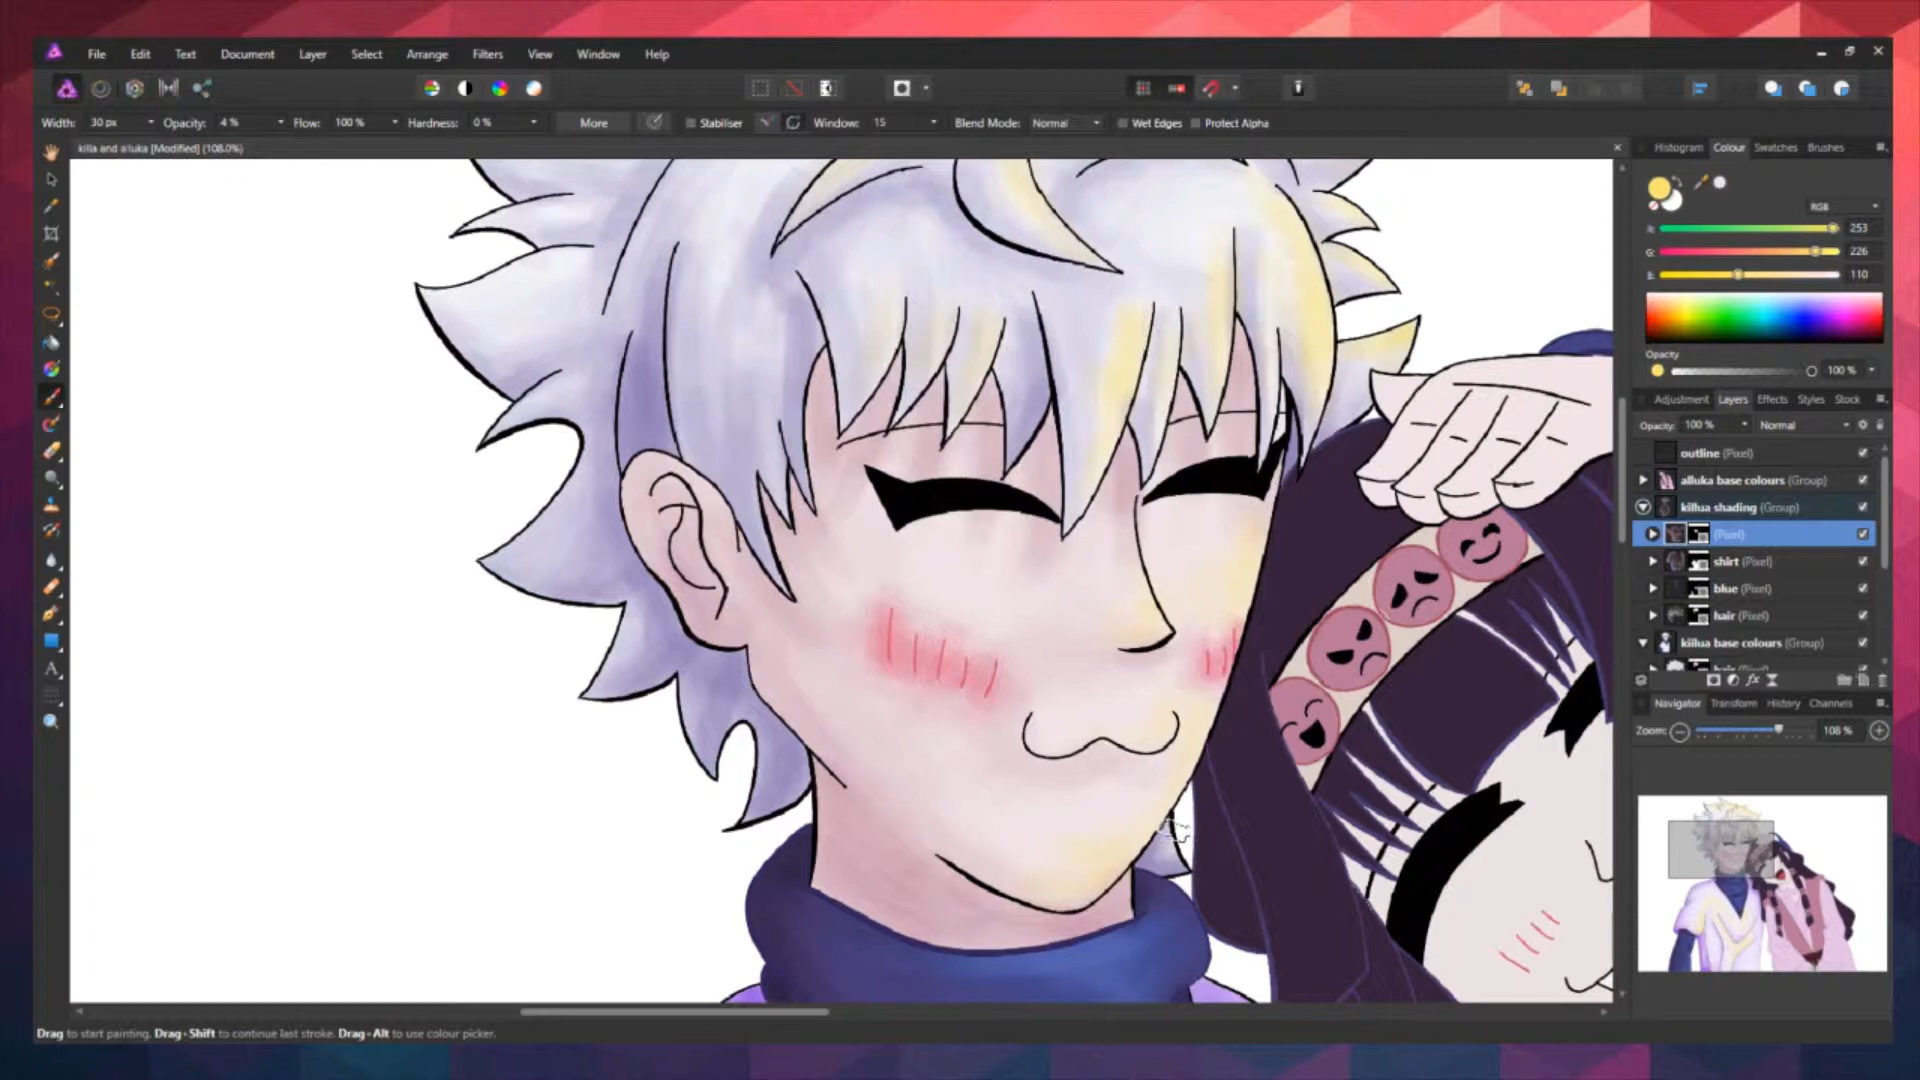 File Edit Text Document Layer Select Arrange Filters View Window Help
Width: 30 px Opacity: 4 % Flow: 100 % Hardness: 0 % More Stabiliser Window: 15 Blend Mode: Normal Wet Edges Protect Alpha
killa and alluka [Modified] (108.0%)
Histogram Colour Swatches Brushes
RGB
R: 253
G: 226
B: 110
Opacity
100 %
Adjustment Layers Effects Styles Stock
Opacity: 100 % Normal
outline (Pixel)
alluka base colours (Group)
killua shading (Group)
(Pixel)
shirt (Pixel)
blue (Pixel)
hair (Pixel)
killua base colours (Group)
hair (Pixel)
Navigator Transform History Channels
Zoom: 108 %
Drag to start painting. Drag+Shift to continue last stroke. Drag+Alt to use colour picker.